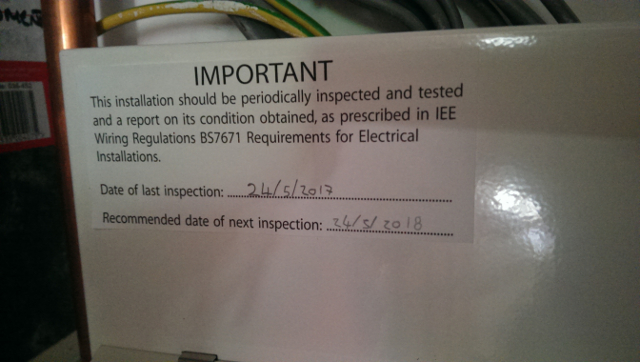 IMPORTANT
This installation should be periodically inspected and tested
and a report on its condition obtained, as prescribed in IEE
Wiring Regulations BS7671 Requirements for Electrical
Installations.
Date of last inspection: 24/5/2017
Recommended date of next inspection: 24/5/2018